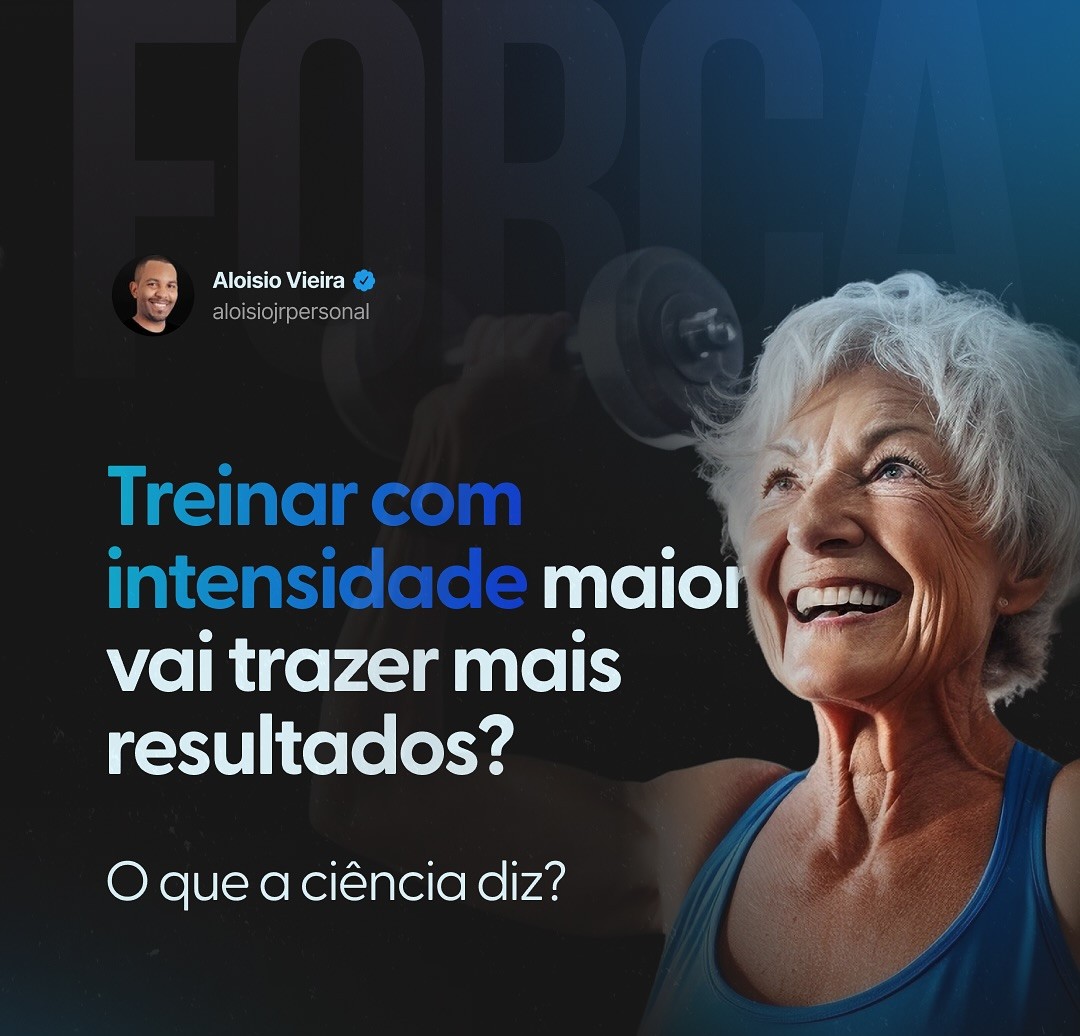 FORÇA
Aloisio Vieira
aloisiojrpersonal
Treinar com
intensidade maior
vai trazer mais
resultados?
O que a ciência diz?